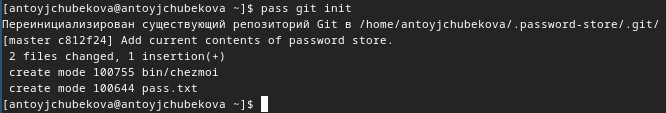 [antoyjchubekova@antoyjchubekova ~]$ pass git init
Переинициализирован существующий репозиторий Git в /home/antoyjchubekova/.password-store/.git/
[master c812f24] Add current contents of password store.
 2 files changed, 1 insertion(+)
 create mode 100755 bin/chezmoi
 create mode 100644 pass.txt
[antoyjchubekova@antoyjchubekova ~]$